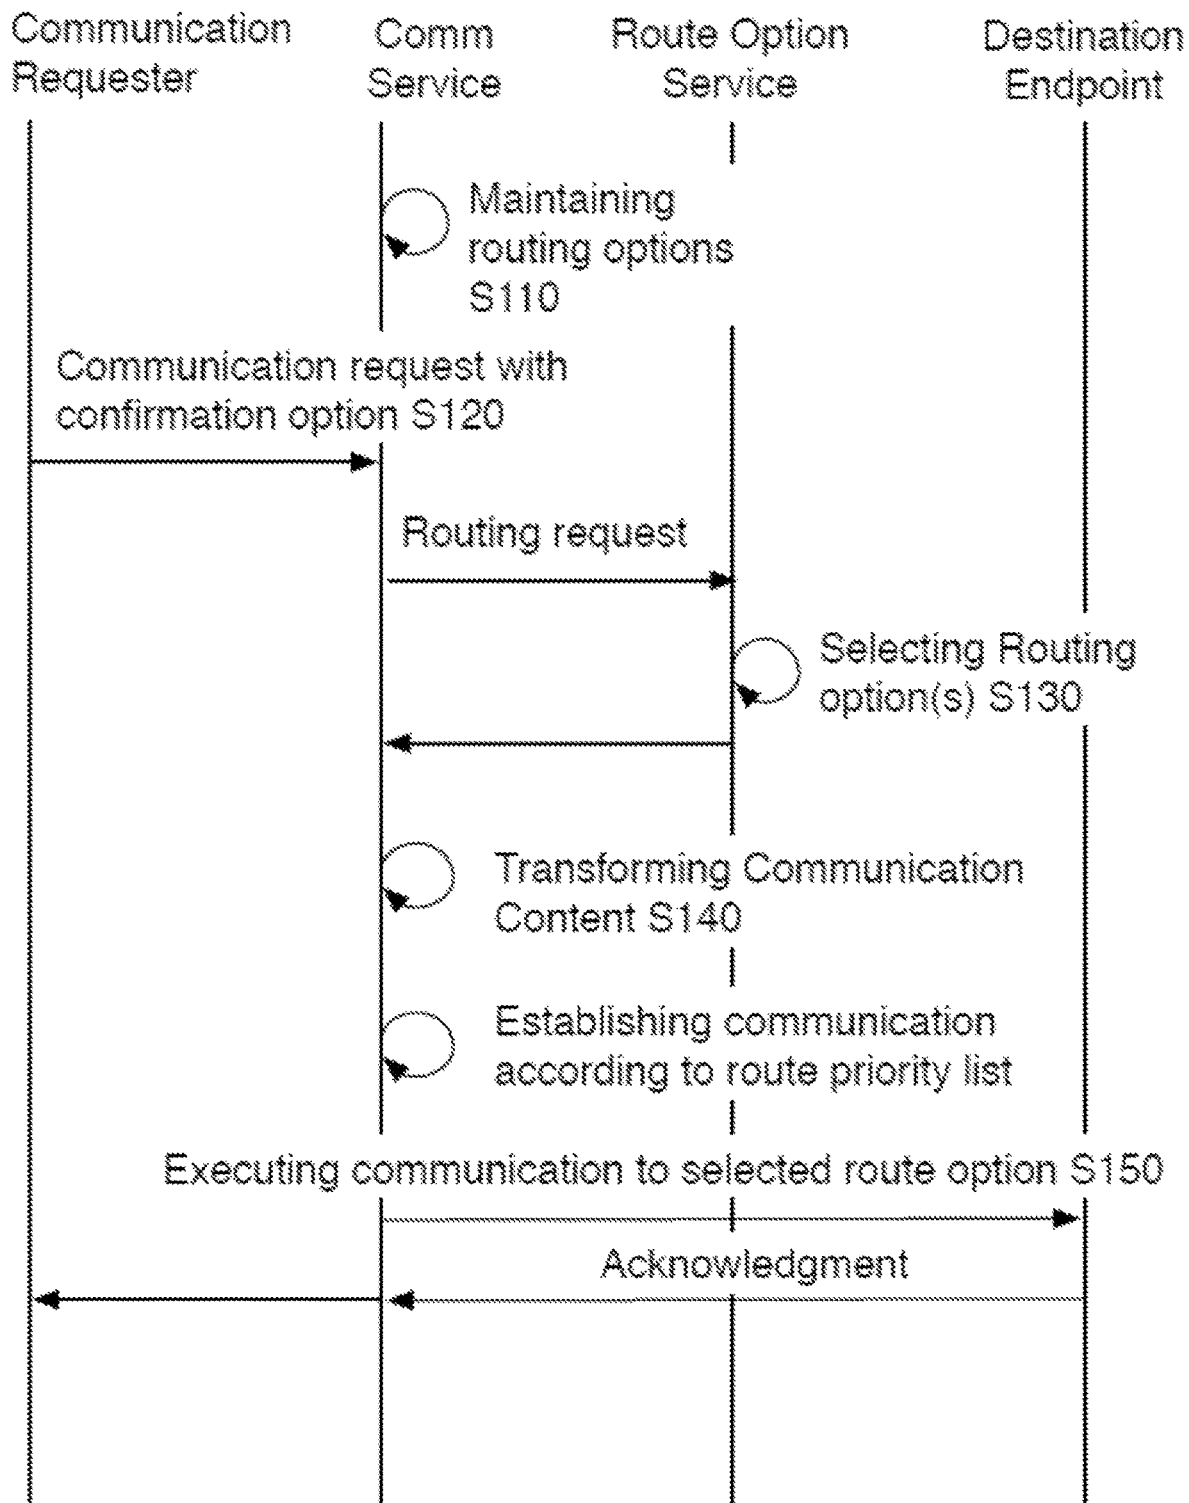 Communication
Requester
Comm
Service
Route Option
Service
Destination
Endpoint
Maintaining
routing options
S110
Communication request with
confirmation option S120
Routing request
Selecting Routing
option(s) S130
Transforming Communication
Content S140
Establishing communication
according to route priority list
Executing communication to selected route option S150
Acknowledgment